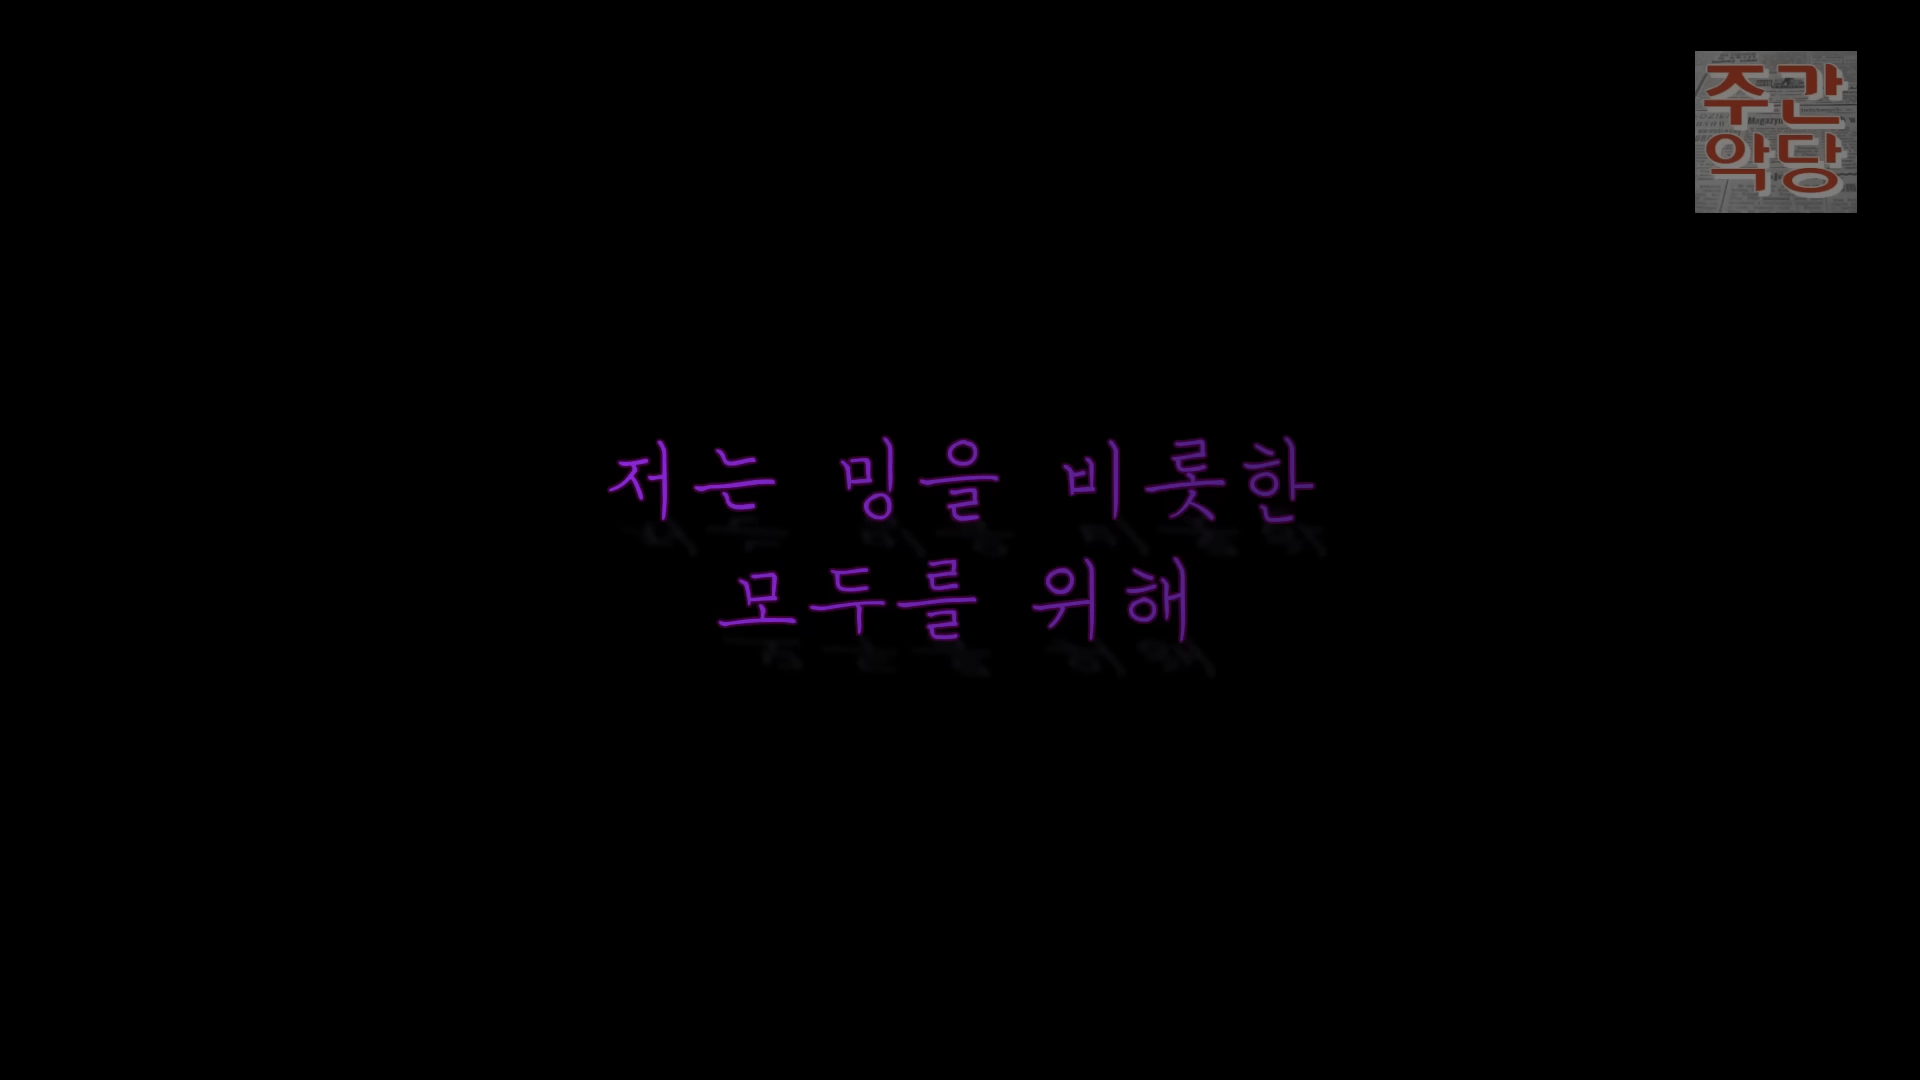 주간
악당
저는 밍을 비롯한
모두를 위해